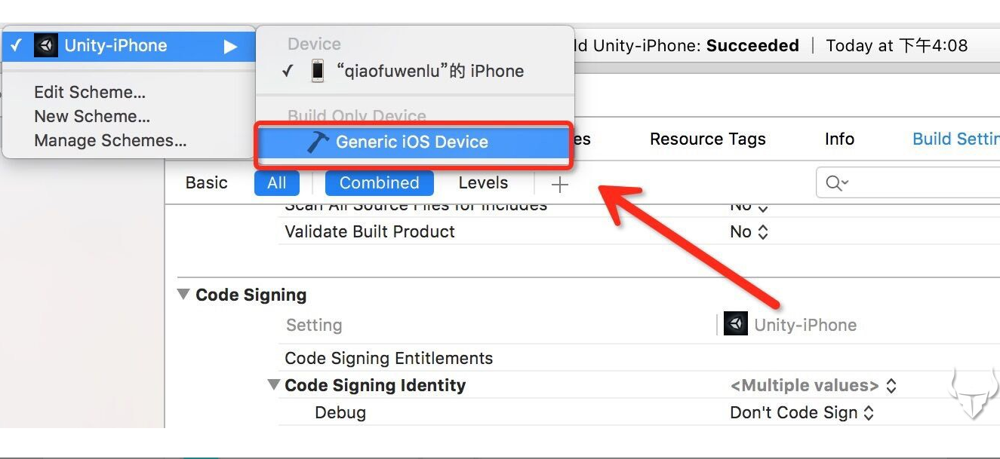 ✓ Unity-iPhone ▶
Edit Scheme...
New Scheme...
Manage Schemes...
Device
✓ “qiaofuwenlu”的 iPhone
Build Only Device
Generic iOS Device
Unity-iPhone: Succeeded | Today at 下午4:08
Resource Tags
Info
Build
Basic
All
Combined
Levels
+
Scan All Source Files for Includes
No
Validate Built Product
No
Code Signing
Setting
Unity-iPhone
Code Signing Entitlements
Code Signing Identity
<Multiple values>
Debug
Don't Code Sign